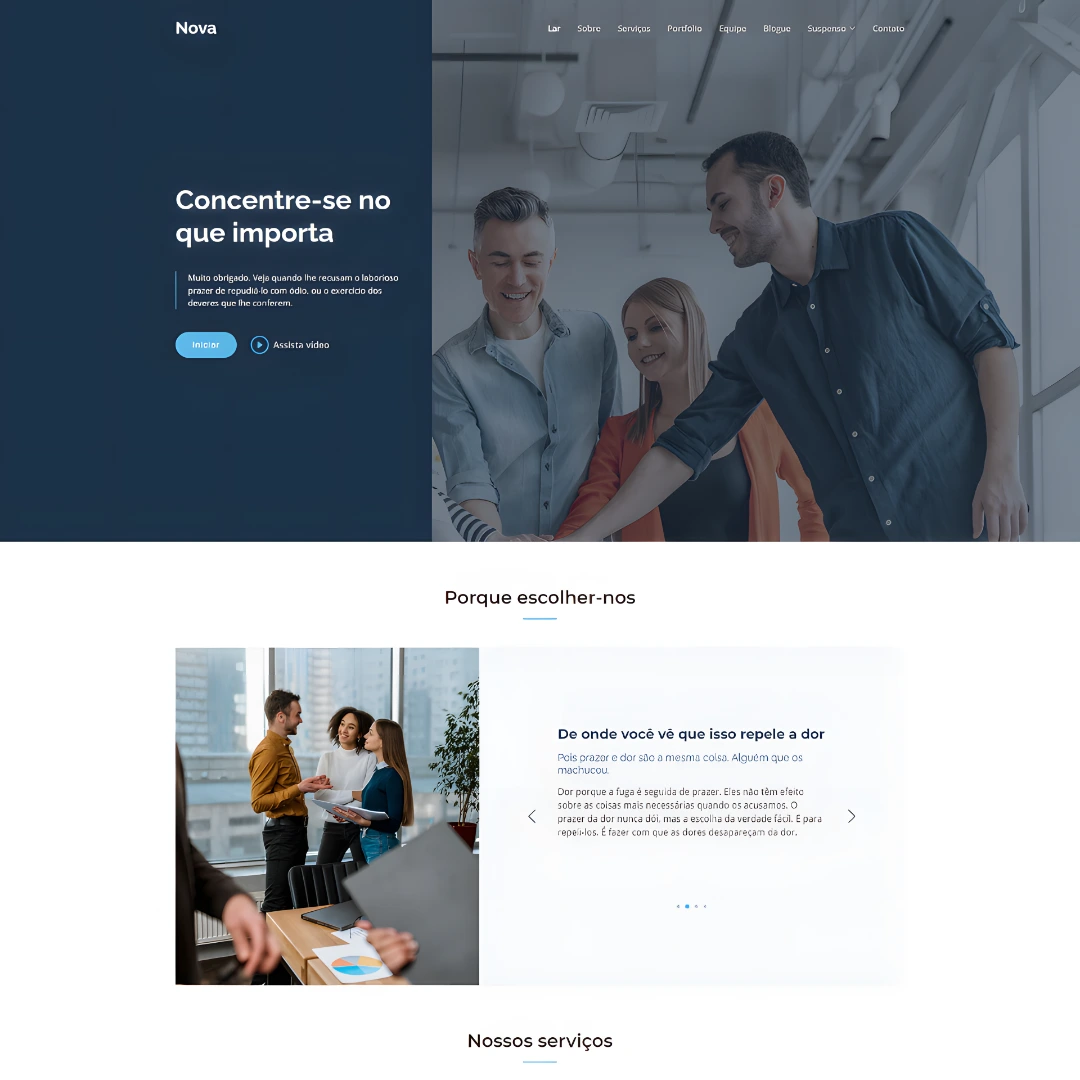 Nova
Lar Sobre Serviços Portfólio Equipe Blogue Suspenso Contato
Concentre-se no
que importa
Muito obrigado. Veja quando lhe recusam o laborioso
prazer de repudiá-lo com ódio, ou o exercício dos
deveres que lhe conferem.
Iniciar Assista vídeo
Porque escolher-nos
De onde você vê que isso repele a dor
Pois prazer e dor são a mesma coisa. Alguém que os
machucou.
Dor porque a fuga é seguida de prazer. Eles não têm efeito
sobre as coisas mais necessárias quando os acusamos. O
prazer da dor nunca dói, mas a escolha da verdade fácil. E para
repeli-los. É fazer com que as dores desapareçam da dor.
Nossos serviços